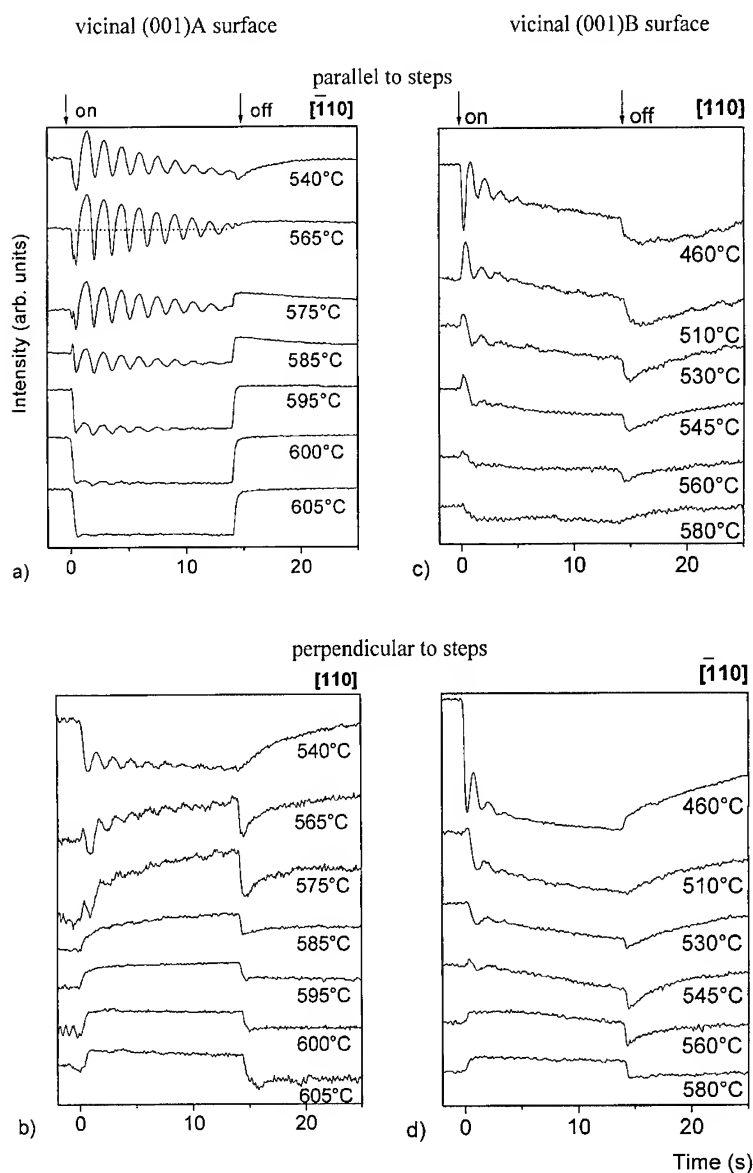 vicinal (001)A surface
vicinal (001)B surface
parallel to steps
on
off
[1̄10]
540°C
565°C
575°C
585°C
595°C
600°C
605°C
0
10
20
a)
Intensity (arb. units)
on
off
[110]
460°C
510°C
530°C
545°C
560°C
580°C
0
10
20
c)
perpendicular to steps
[110]
540°C
565°C
575°C
585°C
595°C
600°C
605°C
0
10
20
b)
[1̄10]
460°C
510°C
530°C
545°C
560°C
580°C
0
10
20
d)
Time (s)